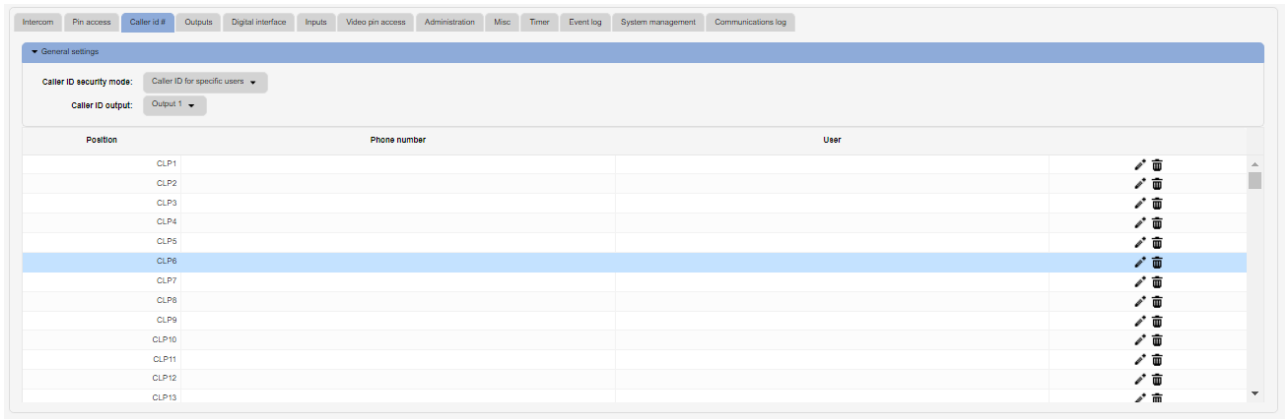 Intercom Pin access Caller id # Outputs Digital interface Inputs Video pin access Administration Misc Timer Event log System management Communications log
General settings
Caller ID security mode: Caller ID for specific users
Caller ID output: Output 1
Position Phone number User
CLP1
CLP2
CLP3
CLP4
CLP5
CLP6
CLP7
CLP8
CLP9
CLP10
CLP11
CLP12
CLP13